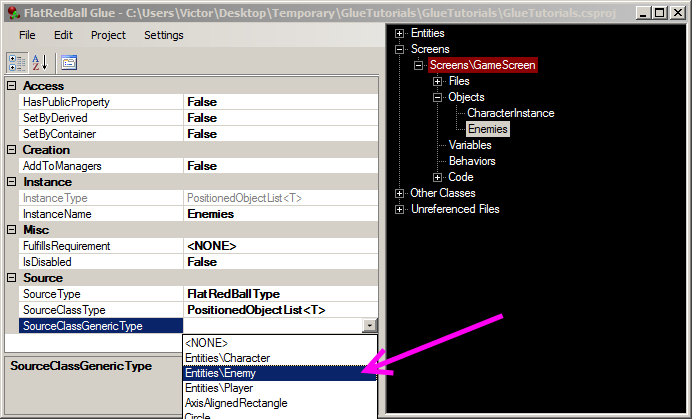 FlatRedBall Glue - C:\Users\Victor\Desktop\Temporary\GlueTutorials\GlueTutorials\GlueTutorials.csproj
File Edit Project Settings
Access
HasPublicProperty False
SetByDerived False
SetByContainer False
Creation
AddToManagers False
Instance
InstanceType PositionedObjectList<T>
InstanceName Enemies
Misc
FulfillsRequirement <NONE>
IsDisabled False
Source
SourceType FlatRedBallType
SourceClassType PositionedObjectList<T>
SourceClassGenericType
<NONE>
Entities\Character
Entities\Enemy
Entities\Player
AxisAlignedRectangle
Circle
SourceClassGenericType
Entities
Screens
Screens\GameScreen
Files
Objects
CharacterInstance
Enemies
Variables
Behaviors
Code
Other Classes
Unreferenced Files